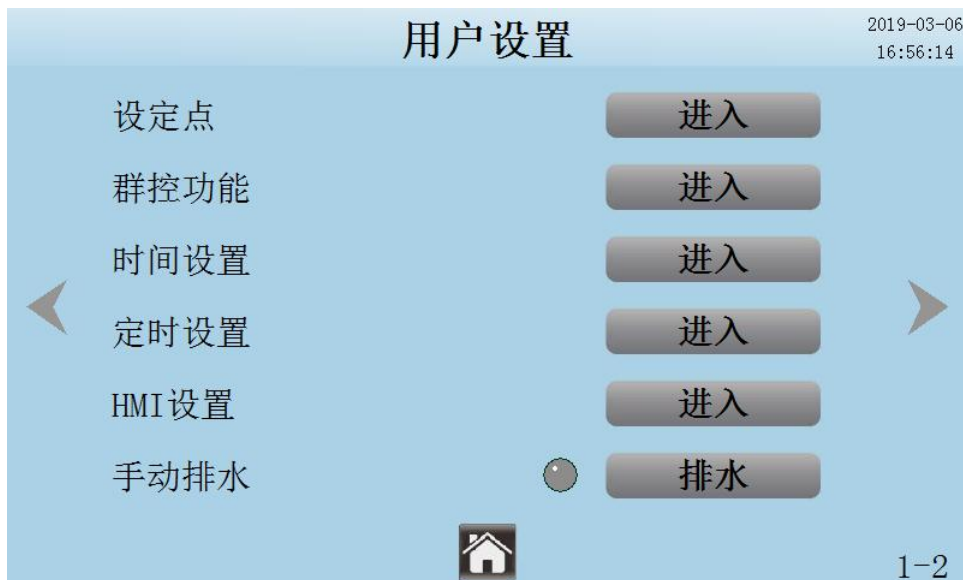 用户设置
2019-03-06
16:56:14
设定点 进入
群控功能 进入
时间设置 进入
定时设置 进入
HMI设置 进入
手动排水 排水
1-2